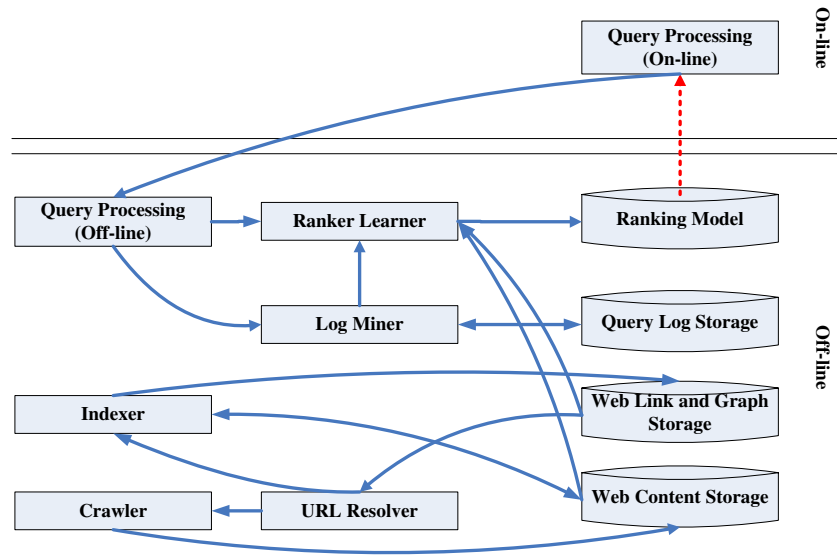 Query Processing
(On-line)
On-line
Query Processing
(Off-line)
Ranker Learner
Ranking Model
Log Miner
Query Log Storage
Off-line
Indexer
Web Link and Graph
Storage
Crawler
URL Resolver
Web Content Storage